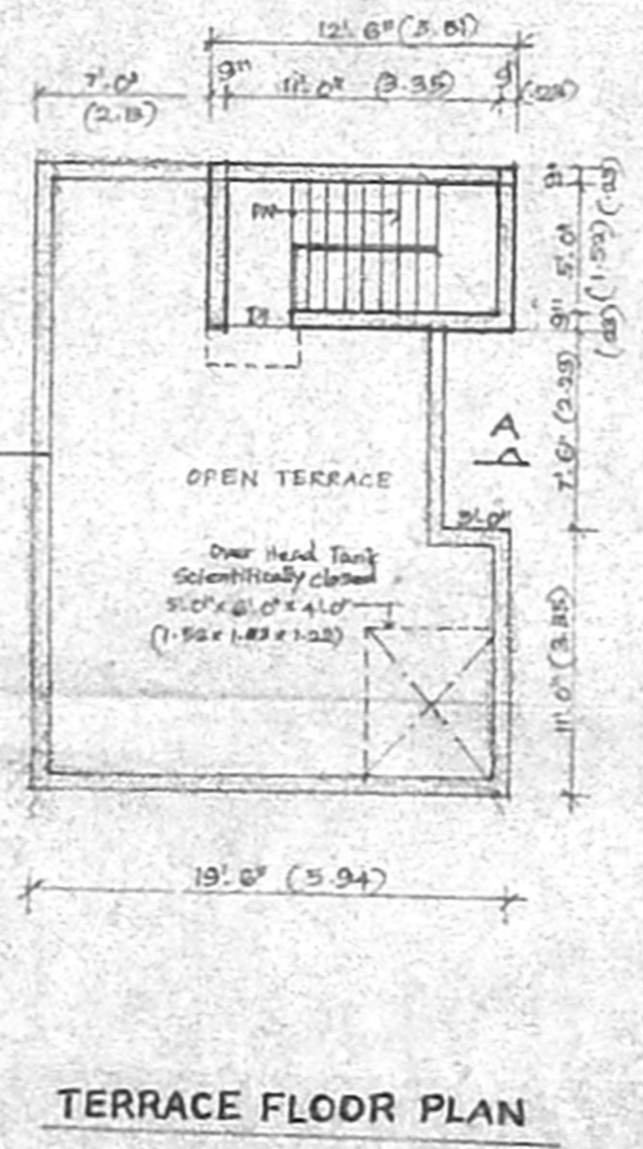 12'.6" (3.81)
9"
11'.0" (3.35)
9"
(.23)
7'.0"
(2.13)
DN
9" (.23)
5'.0" (1.52)
9" (.23)
7'.6" (2.29)
A
OPEN TERRACE
3'.0"
Over Head Tank
Scientifically closed
5'.0" x 6'.0" x 4'.0"
(1.52 x 1.83 x 1.22)
11'.0" (3.35)
19'.6" (5.94)
TERRACE FLOOR PLAN